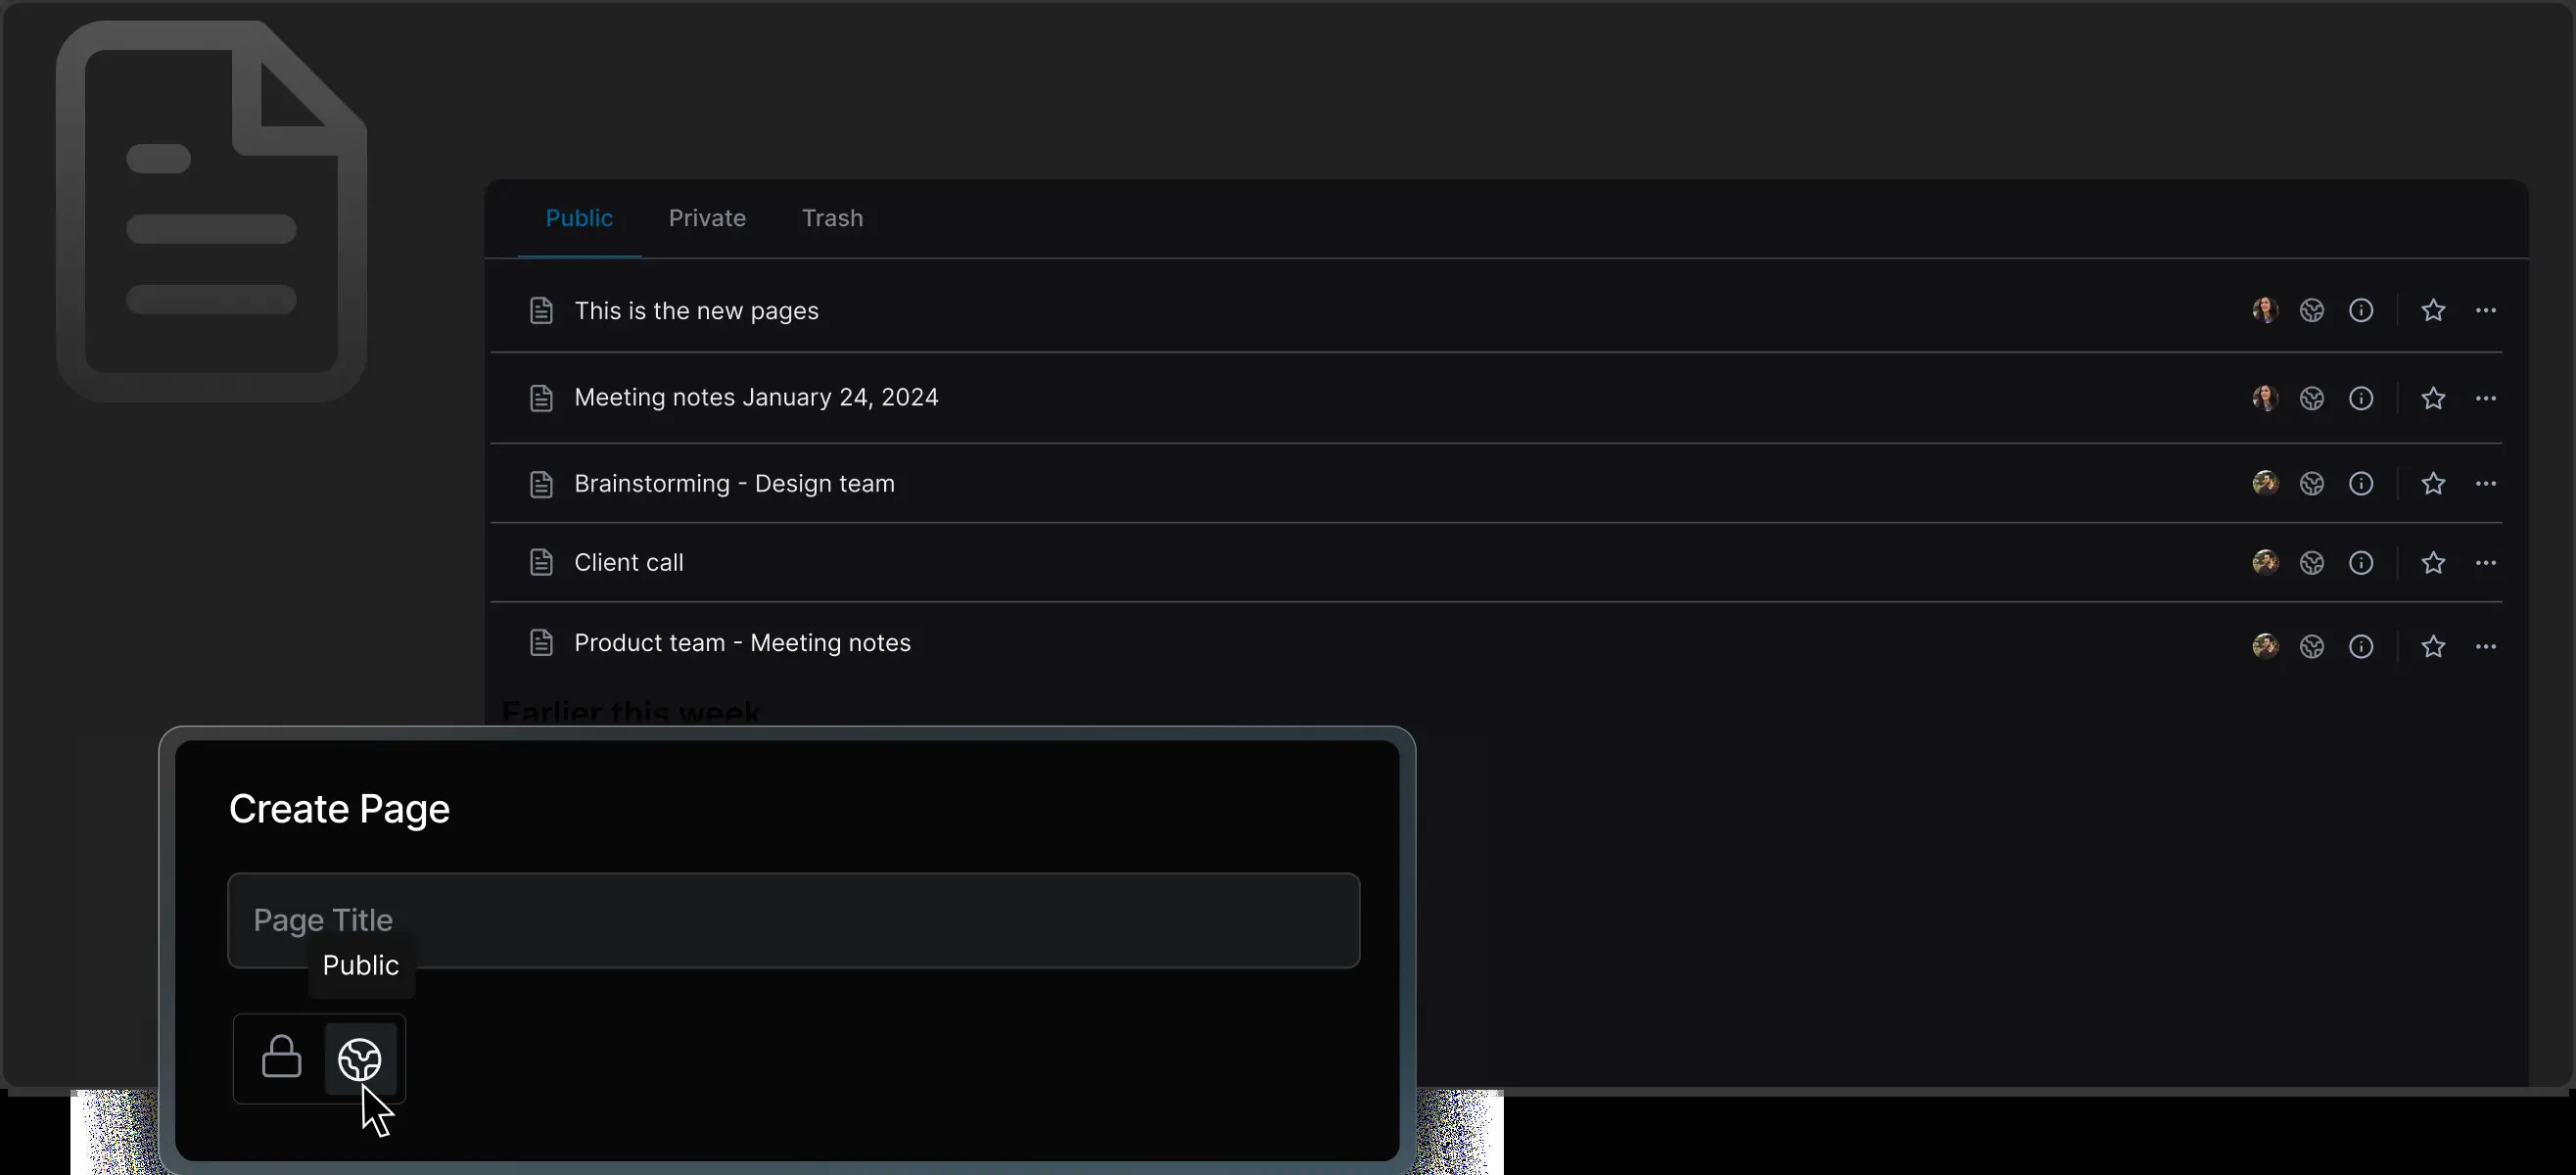 Public Private Trash
This is the new pages
Meeting notes January 24, 2024
Brainstorming - Design team
Client call
Product team - Meeting notes
Earlier this week
Create Page
Page Title
Public